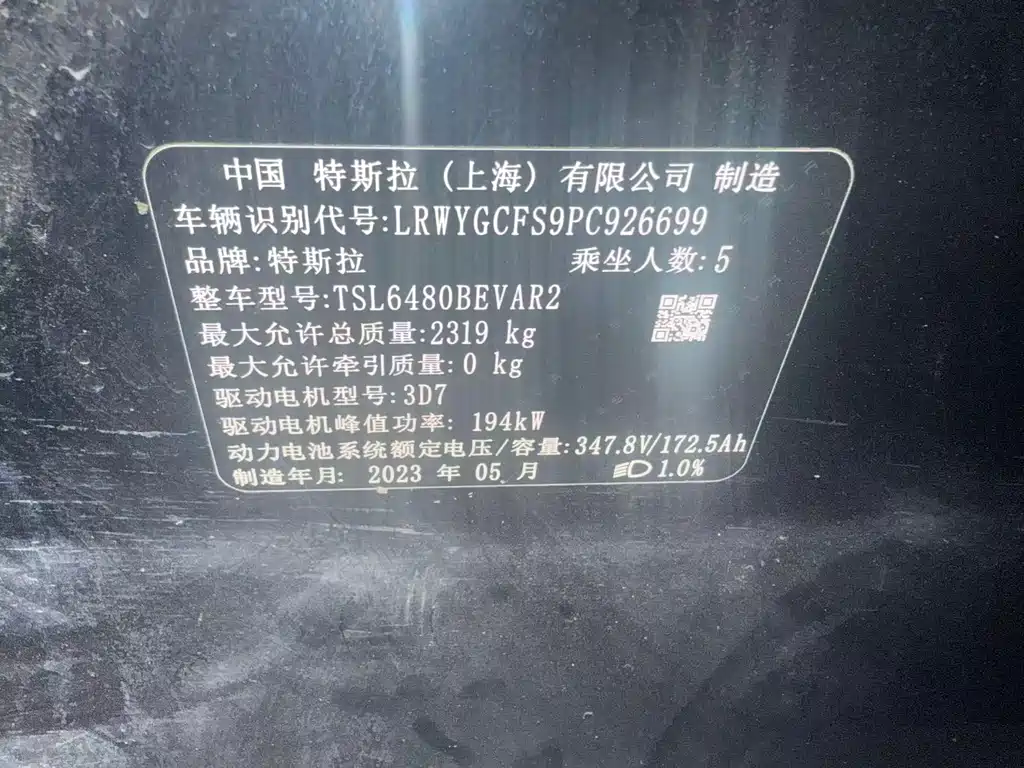 中国 特斯拉（上海）有限公司 制造
车辆识别代号:LRWYGCFS9PC926699
品牌:特斯拉 乘坐人数:5
整车型号:TSL6480BEVAR2
最大允许总质量:2319 kg
最大允许牵引质量:0 kg
驱动电机型号:3D7
驱动电机峰值功率: 194kW
动力电池系统额定电压/容量:347.8V/172.5Ah
制造年月: 2023 年 05 月 1.0%